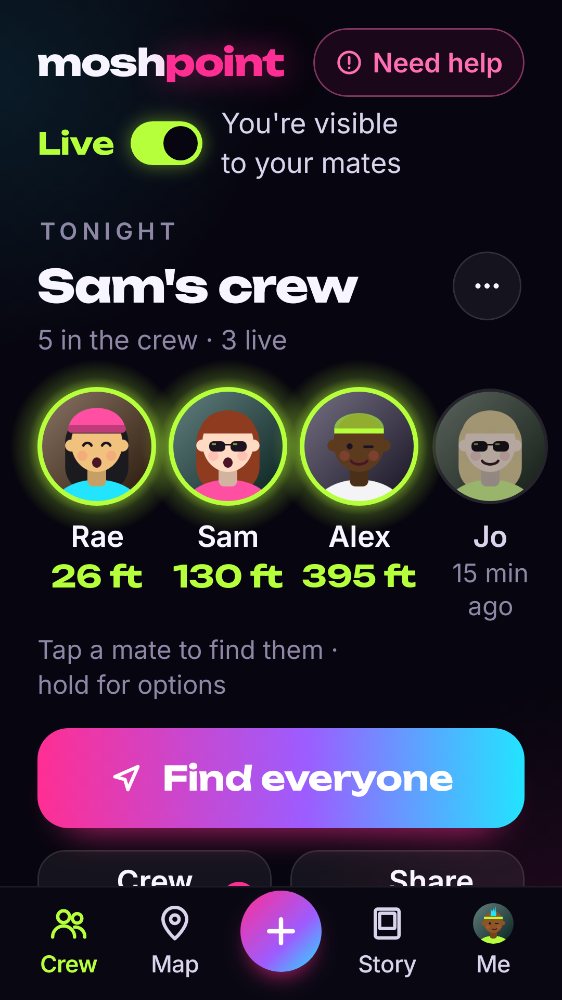 moshpoint
Need help
Live
You're visible
to your mates
TONIGHT
Sam's crew
5 in the crew · 3 live
Rae
26 ft
Sam
130 ft
Alex
395 ft
Jo
15 min
ago
Tap a mate to find them ·
hold for options
Find everyone
Crew
Share
Crew
Map
Story
Me